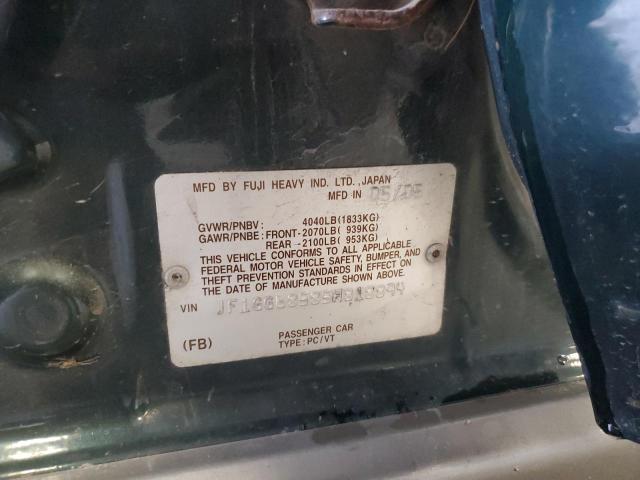 MFD BY FUJI HEAVY IND. LTD.,JAPAN
MFD IN 05/05
GVWR/PNBV: 4040LB(1833KG)
GAWR/PNBE:FRONT-2070LB( 939KG)
REAR -2100LB( 953KG)
THIS VEHICLE CONFORMS TO ALL APPLICABLE
FEDERAL MOTOR VEHICLE SAFETY, BUMPER, AND
THEFT PREVENTION STANDARDS IN EFFECT ON
THE DATE OF MANUFACTURE SHOWN ABOVE.
VIN
(FB) PASSENGER CAR
TYPE:PC/VT